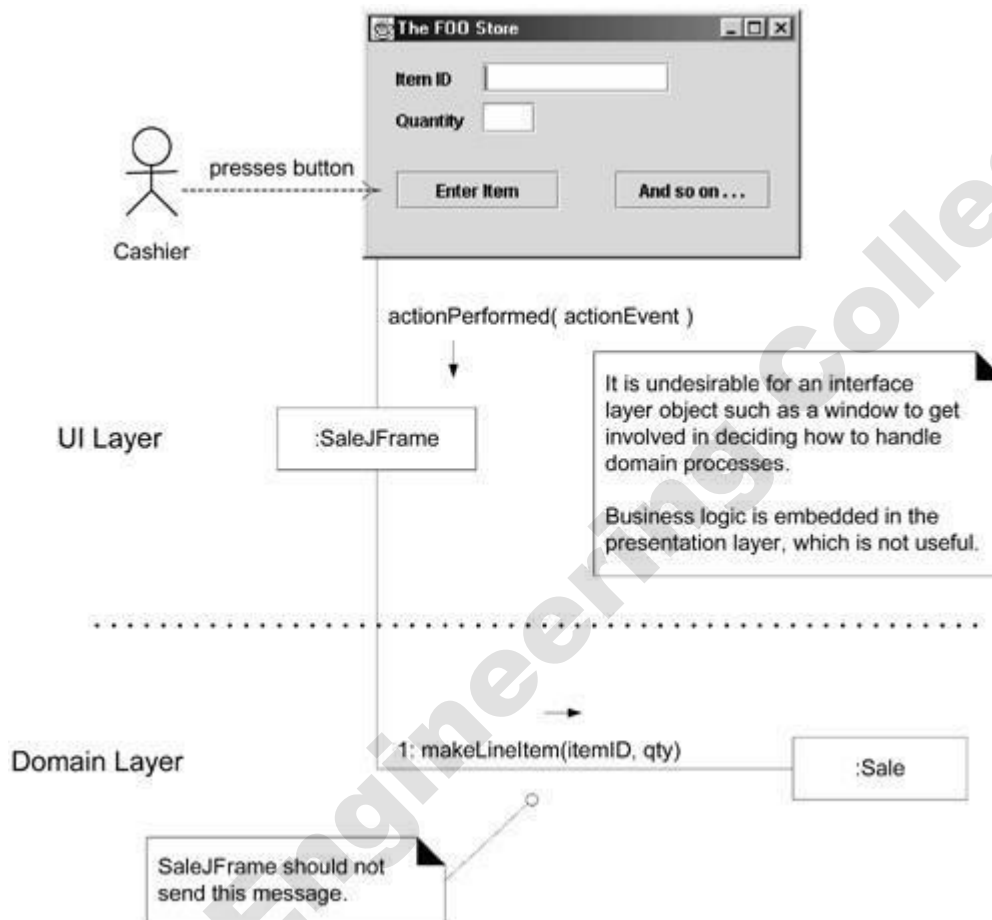 The FOO Store
Item ID
Quantity
presses button
Enter Item
And so on . . .
Cashier
actionPerformed( actionEvent )
It is undesirable for an interface
layer object such as a window to get
involved in deciding how to handle
domain processes.
Business logic is embedded in the
presentation layer, which is not useful.
UI Layer
:SaleJFrame
1: makeLineItem(itemID, qty)
Domain Layer
:Sale
SaleJFrame should not
send this message.
Engineering Collec